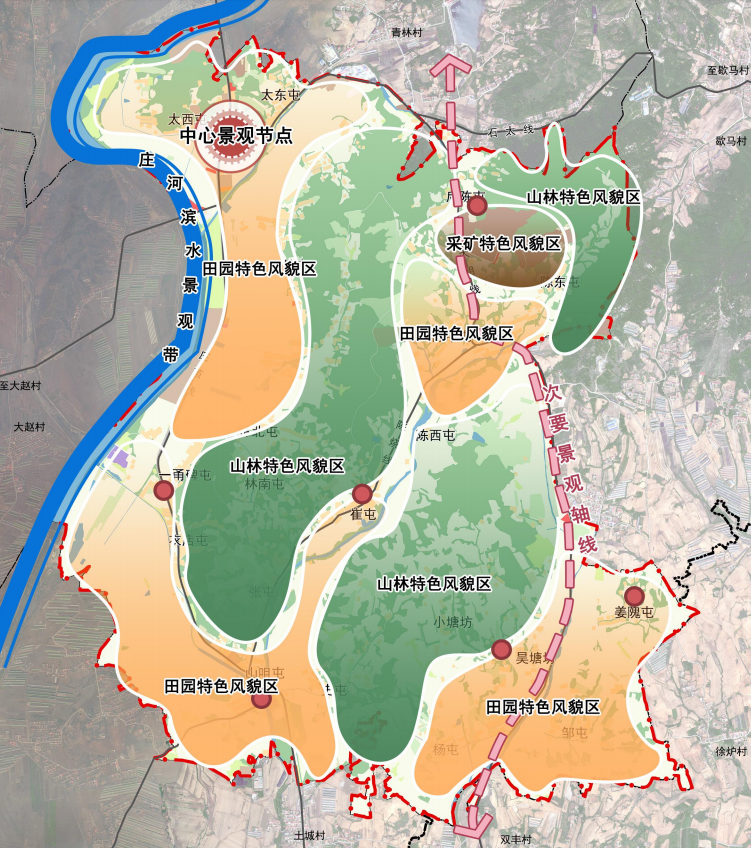 青林村
至歇马村
太东屯
太西屯
石太线
中心景观节点
歇马村
庄河滨水景观带
山林特色风貌区
采矿特色风貌区
田园特色风貌区
田园特色风貌区
至大赵村
次要景观轴线
大赵村
陈西屯
山林特色风貌区
林南屯
崔屯
山林特色风貌区
姜隈屯
小塘坊
吴塘坊
田园特色风貌区
田园特色风貌区
邹屯
杨屯
徐炉村
土城村
双丰村